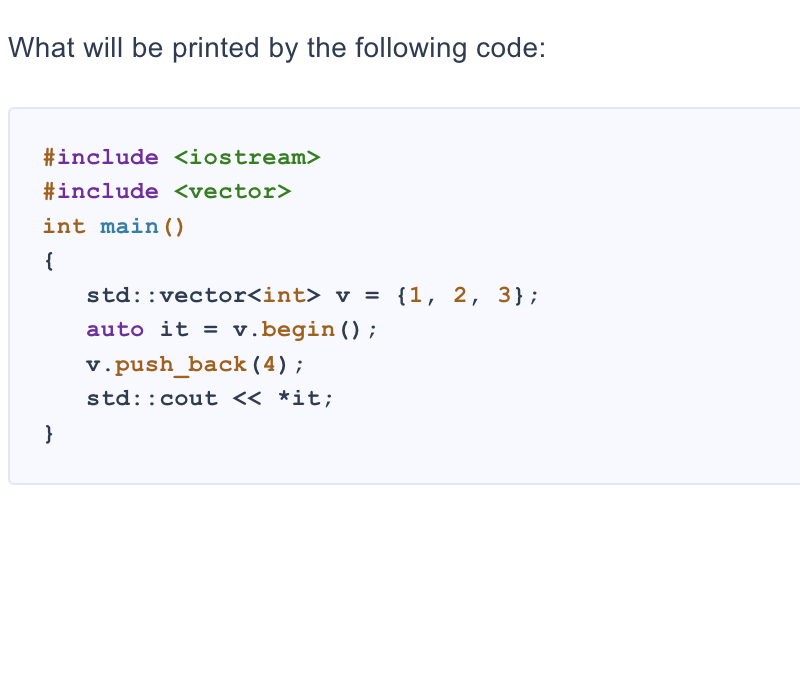 What will be printed by the following code:
#include <iostream>
#include <vector>
int main()
{
   std::vector<int> v = {1, 2, 3};
   auto it = v.begin();
   v.push_back(4);
   std::cout << *it;
}